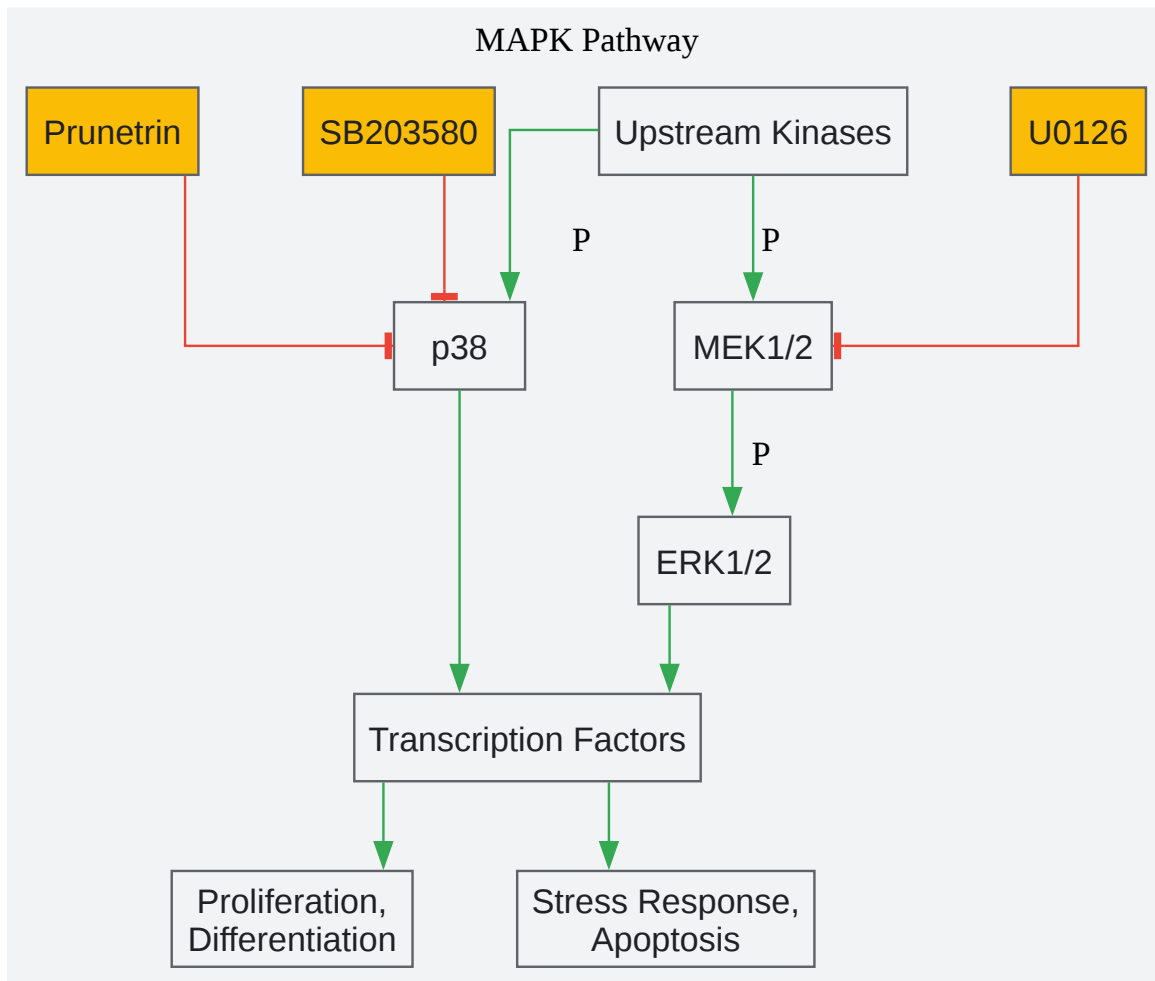 MAPK Pathway
Prunetrin
SB203580
Upstream Kinases
U0126
P
P
p38
MEK1/2
P
ERK1/2
Transcription Factors
Proliferation,
Differentiation
Stress Response,
Apoptosis